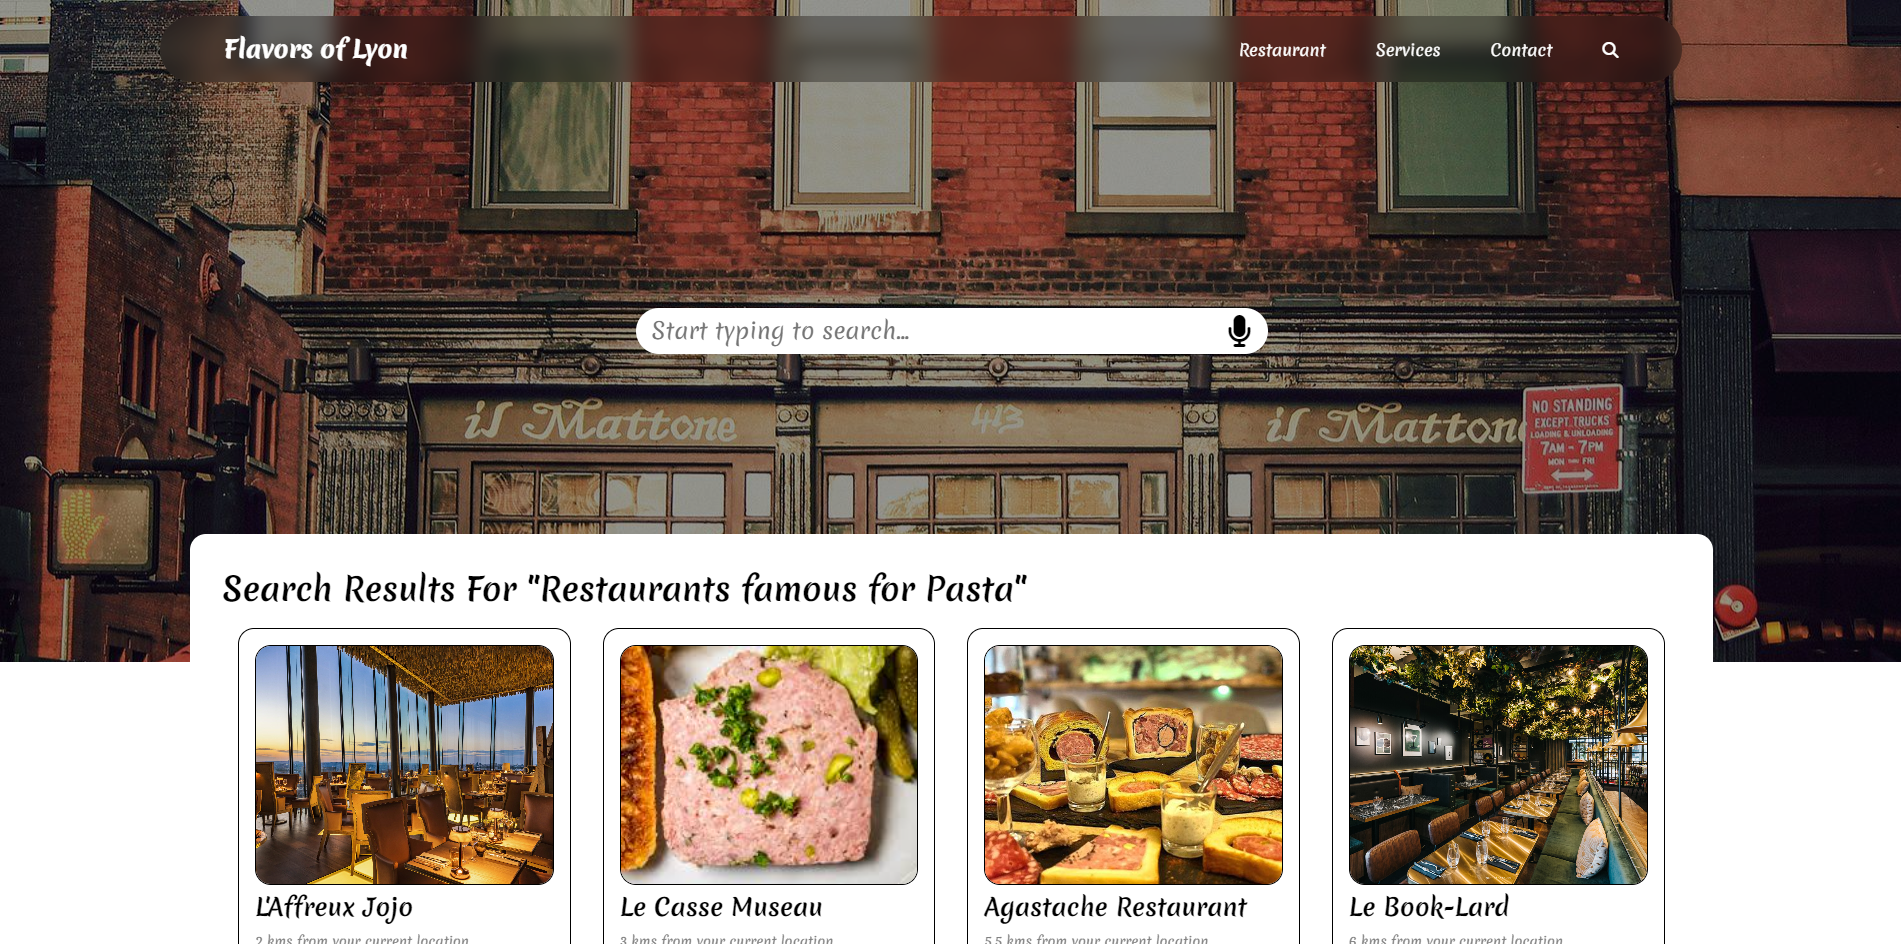 Flavors of Lyon
Restaurant Services Contact
Start typing to search...
il Mattone 413 il Mattone
NO STANDING
EXCEPT TRUCKS
LOADING & UNLOADING
7AM - 7PM
MON THRU FRI
Search Results For "Restaurants famous for Pasta"
L'Affreux Jojo
2 kms from your current location
Le Casse Museau
3 kms from your current location
Agastache Restaurant
5.5 kms from your current location
Le Book-Lard
6 kms from your current location